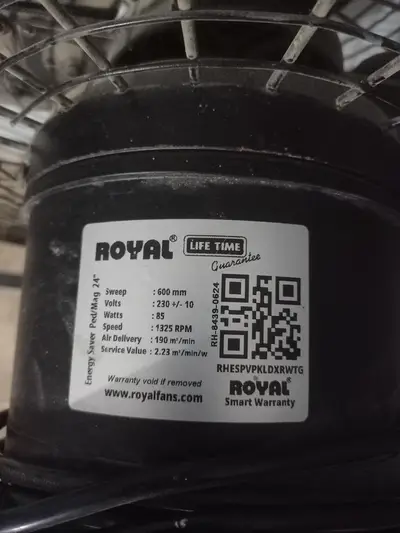 ROYAL®
LIFE TIME
Guarantee
Energy Saver Ped/Mag 24"
Sweep : 600 mm
Volts : 230 +/- 10
Watts : 85
Speed : 1325 RPM
Air Delivery : 190 m³/min
Service Value : 2.23 m³/min/w
Warranty void if removed
www.royalfans.com
RH-8439-0624
RHESPVPKLDXRWTG
ROYAL®
Smart Warranty